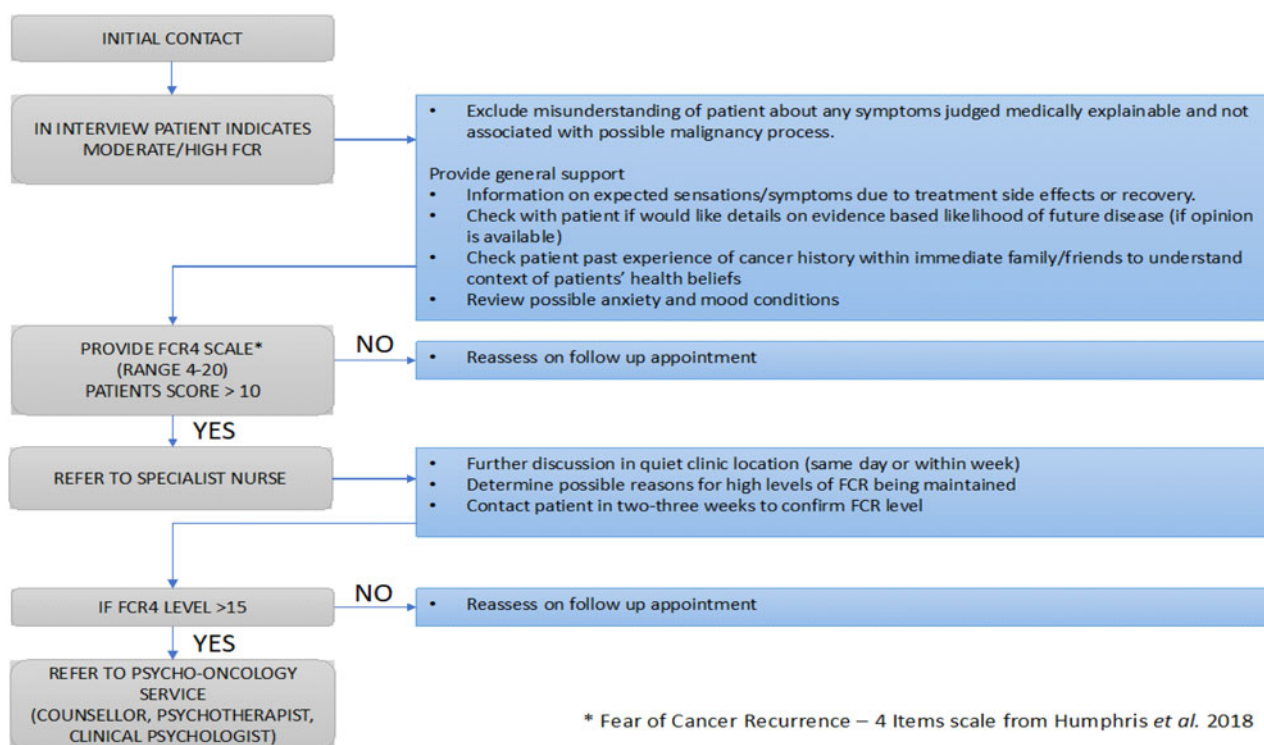 INITIAL CONTACT
IN INTERVIEW PATIENT INDICATES
MODERATE/HIGH FCR
• Exclude misunderstanding of patient about any symptoms judged medically explainable and not
associated with possible malignancy process.
Provide general support
• Information on expected sensations/symptoms due to treatment side effects or recovery.
• Check with patient if would like details on evidence based likelihood of future disease (if opinion
is available)
• Check patient past experience of cancer history within immediate family/friends to understand
context of patients' health beliefs
• Review possible anxiety and mood conditions
PROVIDE FCR4 SCALE*
(RANGE 4-20)
PATIENTS SCORE > 10
NO
• Reassess on follow up appointment
YES
REFER TO SPECIALIST NURSE
• Further discussion in quiet clinic location (same day or within week)
• Determine possible reasons for high levels of FCR being maintained
• Contact patient in two-three weeks to confirm FCR level
IF FCR4 LEVEL >15
NO
• Reassess on follow up appointment
YES
REFER TO PSYCHO-ONCOLOGY
SERVICE
(COUNSELLOR, PSYCHOTHERAPIST,
CLINICAL PSYCHOLOGIST)
* Fear of Cancer Recurrence – 4 Items scale from Humphris et al. 2018